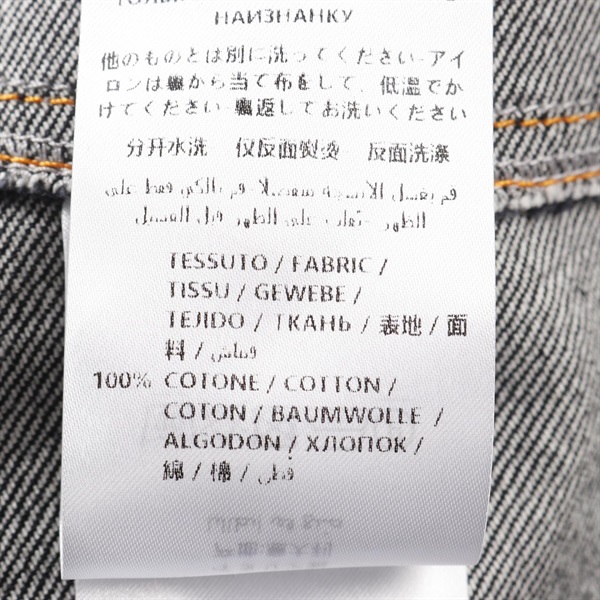 НАИЗНАНКУ
他のものとは別に洗ってください-アイ
ロンは裏から当て布をして、低温でか
けてください-裏返してお洗いください
分开水洗 仅反面熨烫 反面洗涤
TESSUTO / FABRIC /
TISSU / GEWEBE /
TEJIDO / ТКАНЬ / 表地 / 面
料 / قماش
100% COTONE / COTTON /
COTON / BAUMWOLLE /
ALGODON / ХЛОПОК /
綿 / 棉 / قطن